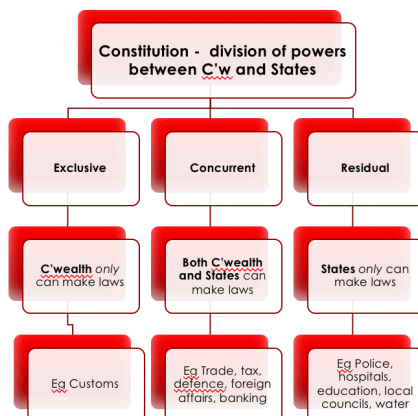 Constitution - division of powers
between C'w and States
Exclusive
Concurrent
Residual
C'wealth only
can make laws
Both C'wealth
and States can
make laws
States only can
make laws
Eg Customs
Eg Trade, tax,
defence, foreign
affairs, banking
Eg Police,
hospitals,
education, local
councils, water